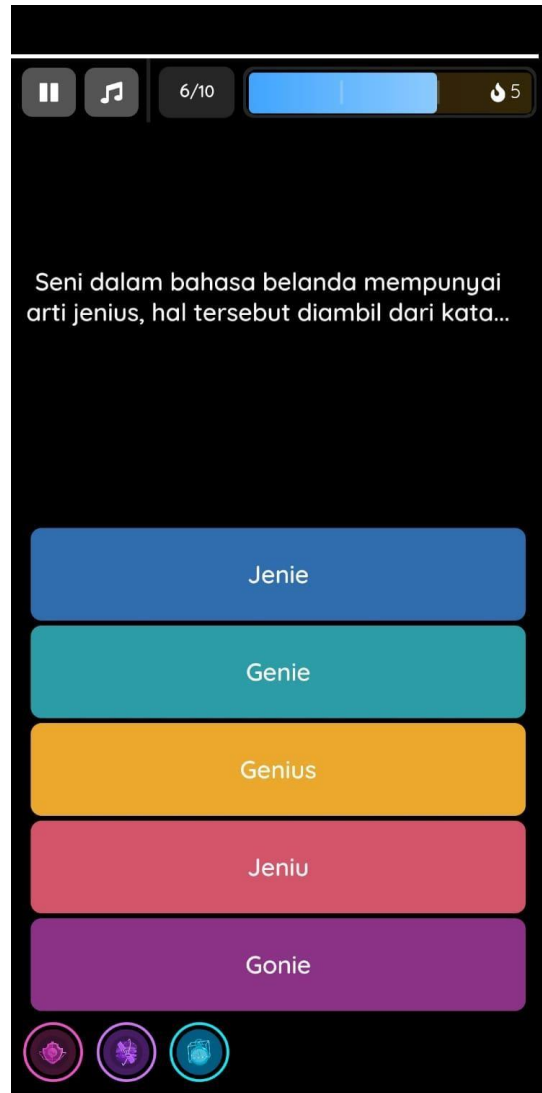 6/10
5
Seni dalam bahasa belanda mempunyai
arti jenius, hal tersebut diambil dari kata...
Jenie
Genie
Genius
Jeniu
Gonie